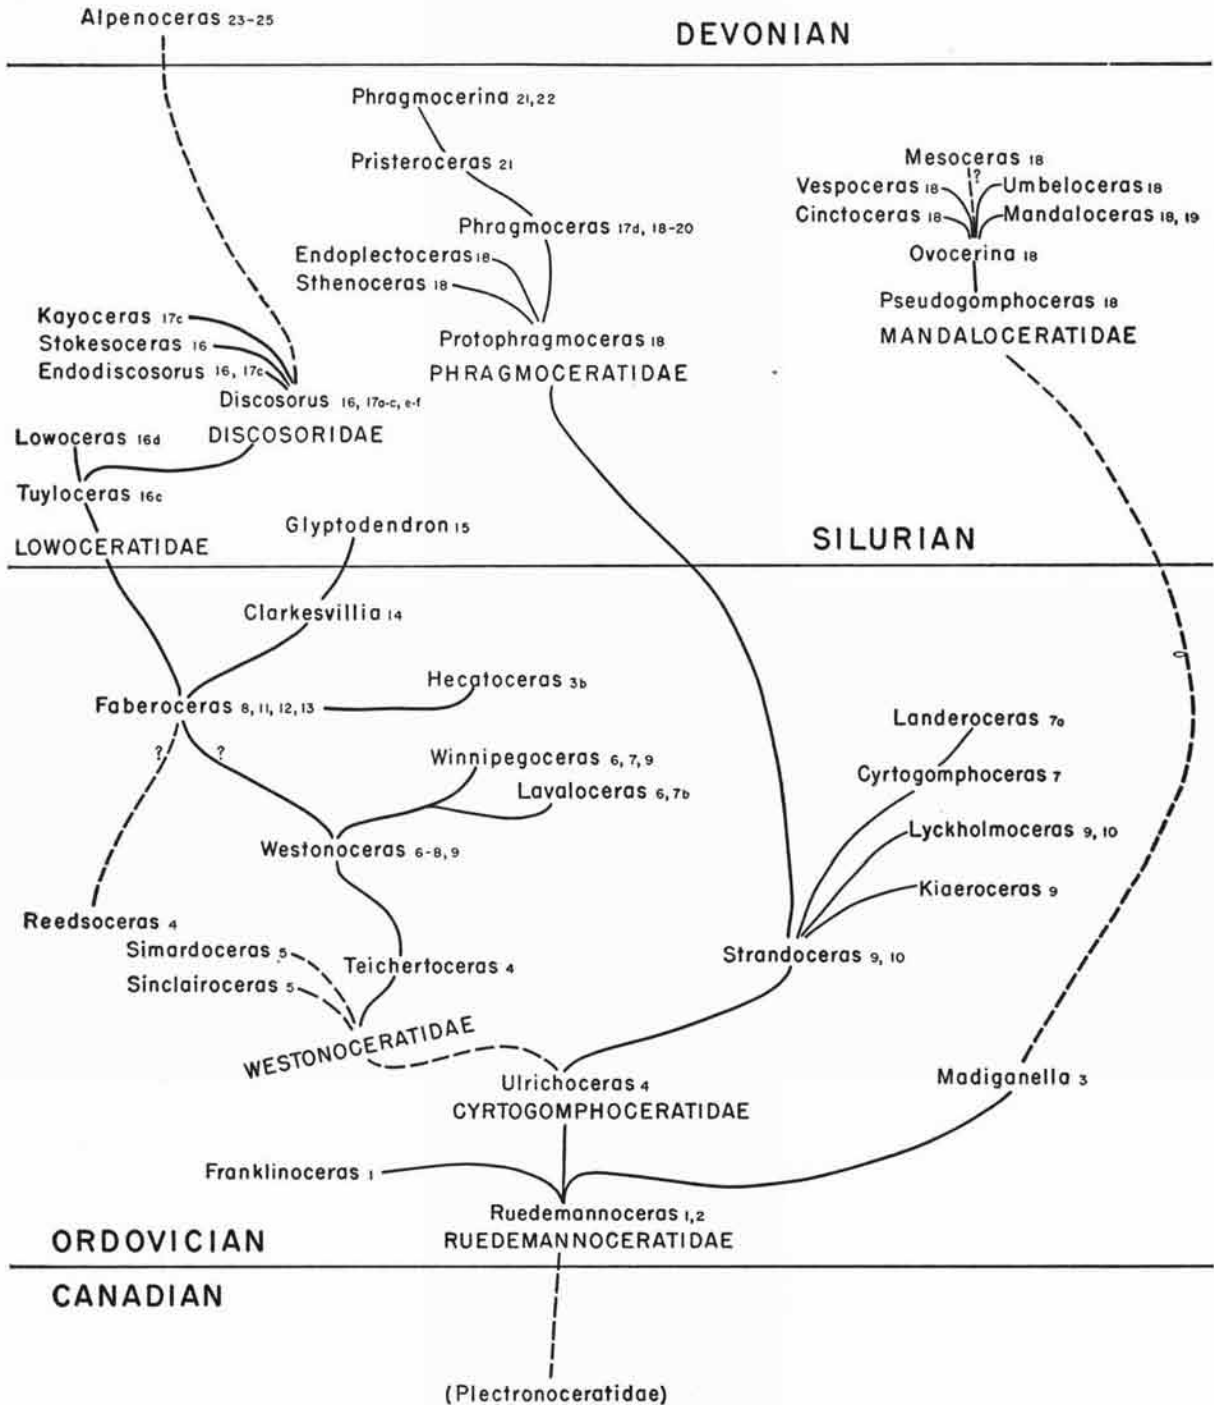 Alpenoceras 23-25
DEVONIAN
Phragmocerina 21,22
Pristeroceras 21
Mesoceras 18
?
Vespoceras 18
Umbeloceras 18
Cinctoceras 18
Mandaloceras 18, 19
Phragmoceras 17d, 18-20
Endoplectoceras 18
Sthenoceras 18
Ovocerina 18
Pseudogomphoceras 18
MANDALOCERATIDAE
Kayoceras 17c
Stokesoceras 16
Endodiscosorus 16, 17c
Protophragmoceras 18
PHRAGMOCERATIDAE
Discosorus 16, 17a-c, e-f
DISCOSORIDAE
Lowoceras 16d
Tuyloceras 16c
LOWOCERATIDAE
Glyptodendron 15
SILURIAN
Clarkesvillia 14
Hecatoceras 3b
Faberoceras 8, 11, 12, 13
Landeroceras 7a
? ?
Winnipegoceras 6, 7, 9
Lavaloceras 6, 7b
Cyrtogomphoceras 7
Lyckholmoceras 9, 10
Westonoceras 6-8, 9
Kiaeroceras 9
Reedsoceras 4
Simardoceras 5
Sinclairoceras 5
Teichertoceras 4
Strandoceras 9, 10
WESTONOCERATIDAE
Ulrichoceras 4
CYRTOGOMPHOCERATIDAE
Madiganella 3
Franklinoceras 1
Ruedemannoceras 1,2
RUEDEMANNOCERATIDAE
ORDOVICIAN
CANADIAN
(Plectronoceratidae)